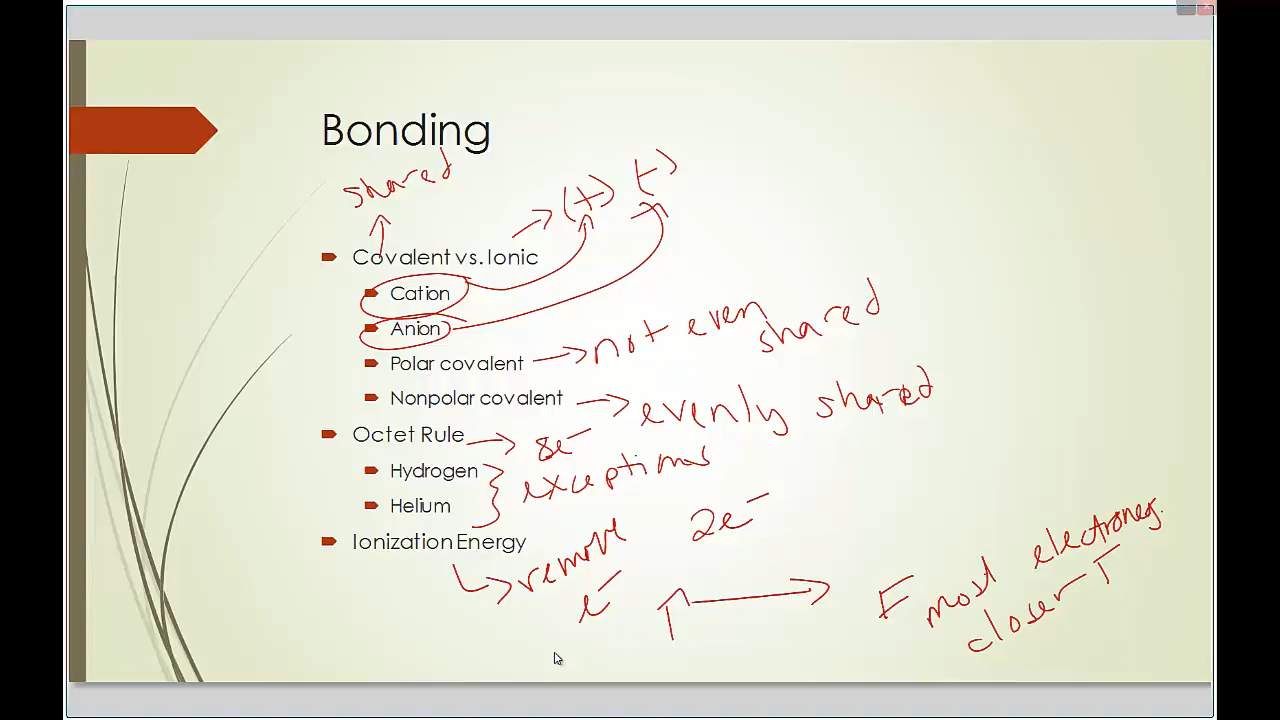 Bonding
shared
(+) (-)
Covalent vs. Ionic
Cation
Anion
Polar covalent → not even shared
Nonpolar covalent → evenly shared
Octet Rule → 8e⁻
Hydrogen
exceptions
Helium
2e⁻
Ionization Energy
remove
e⁻
F most electroneg.
closer